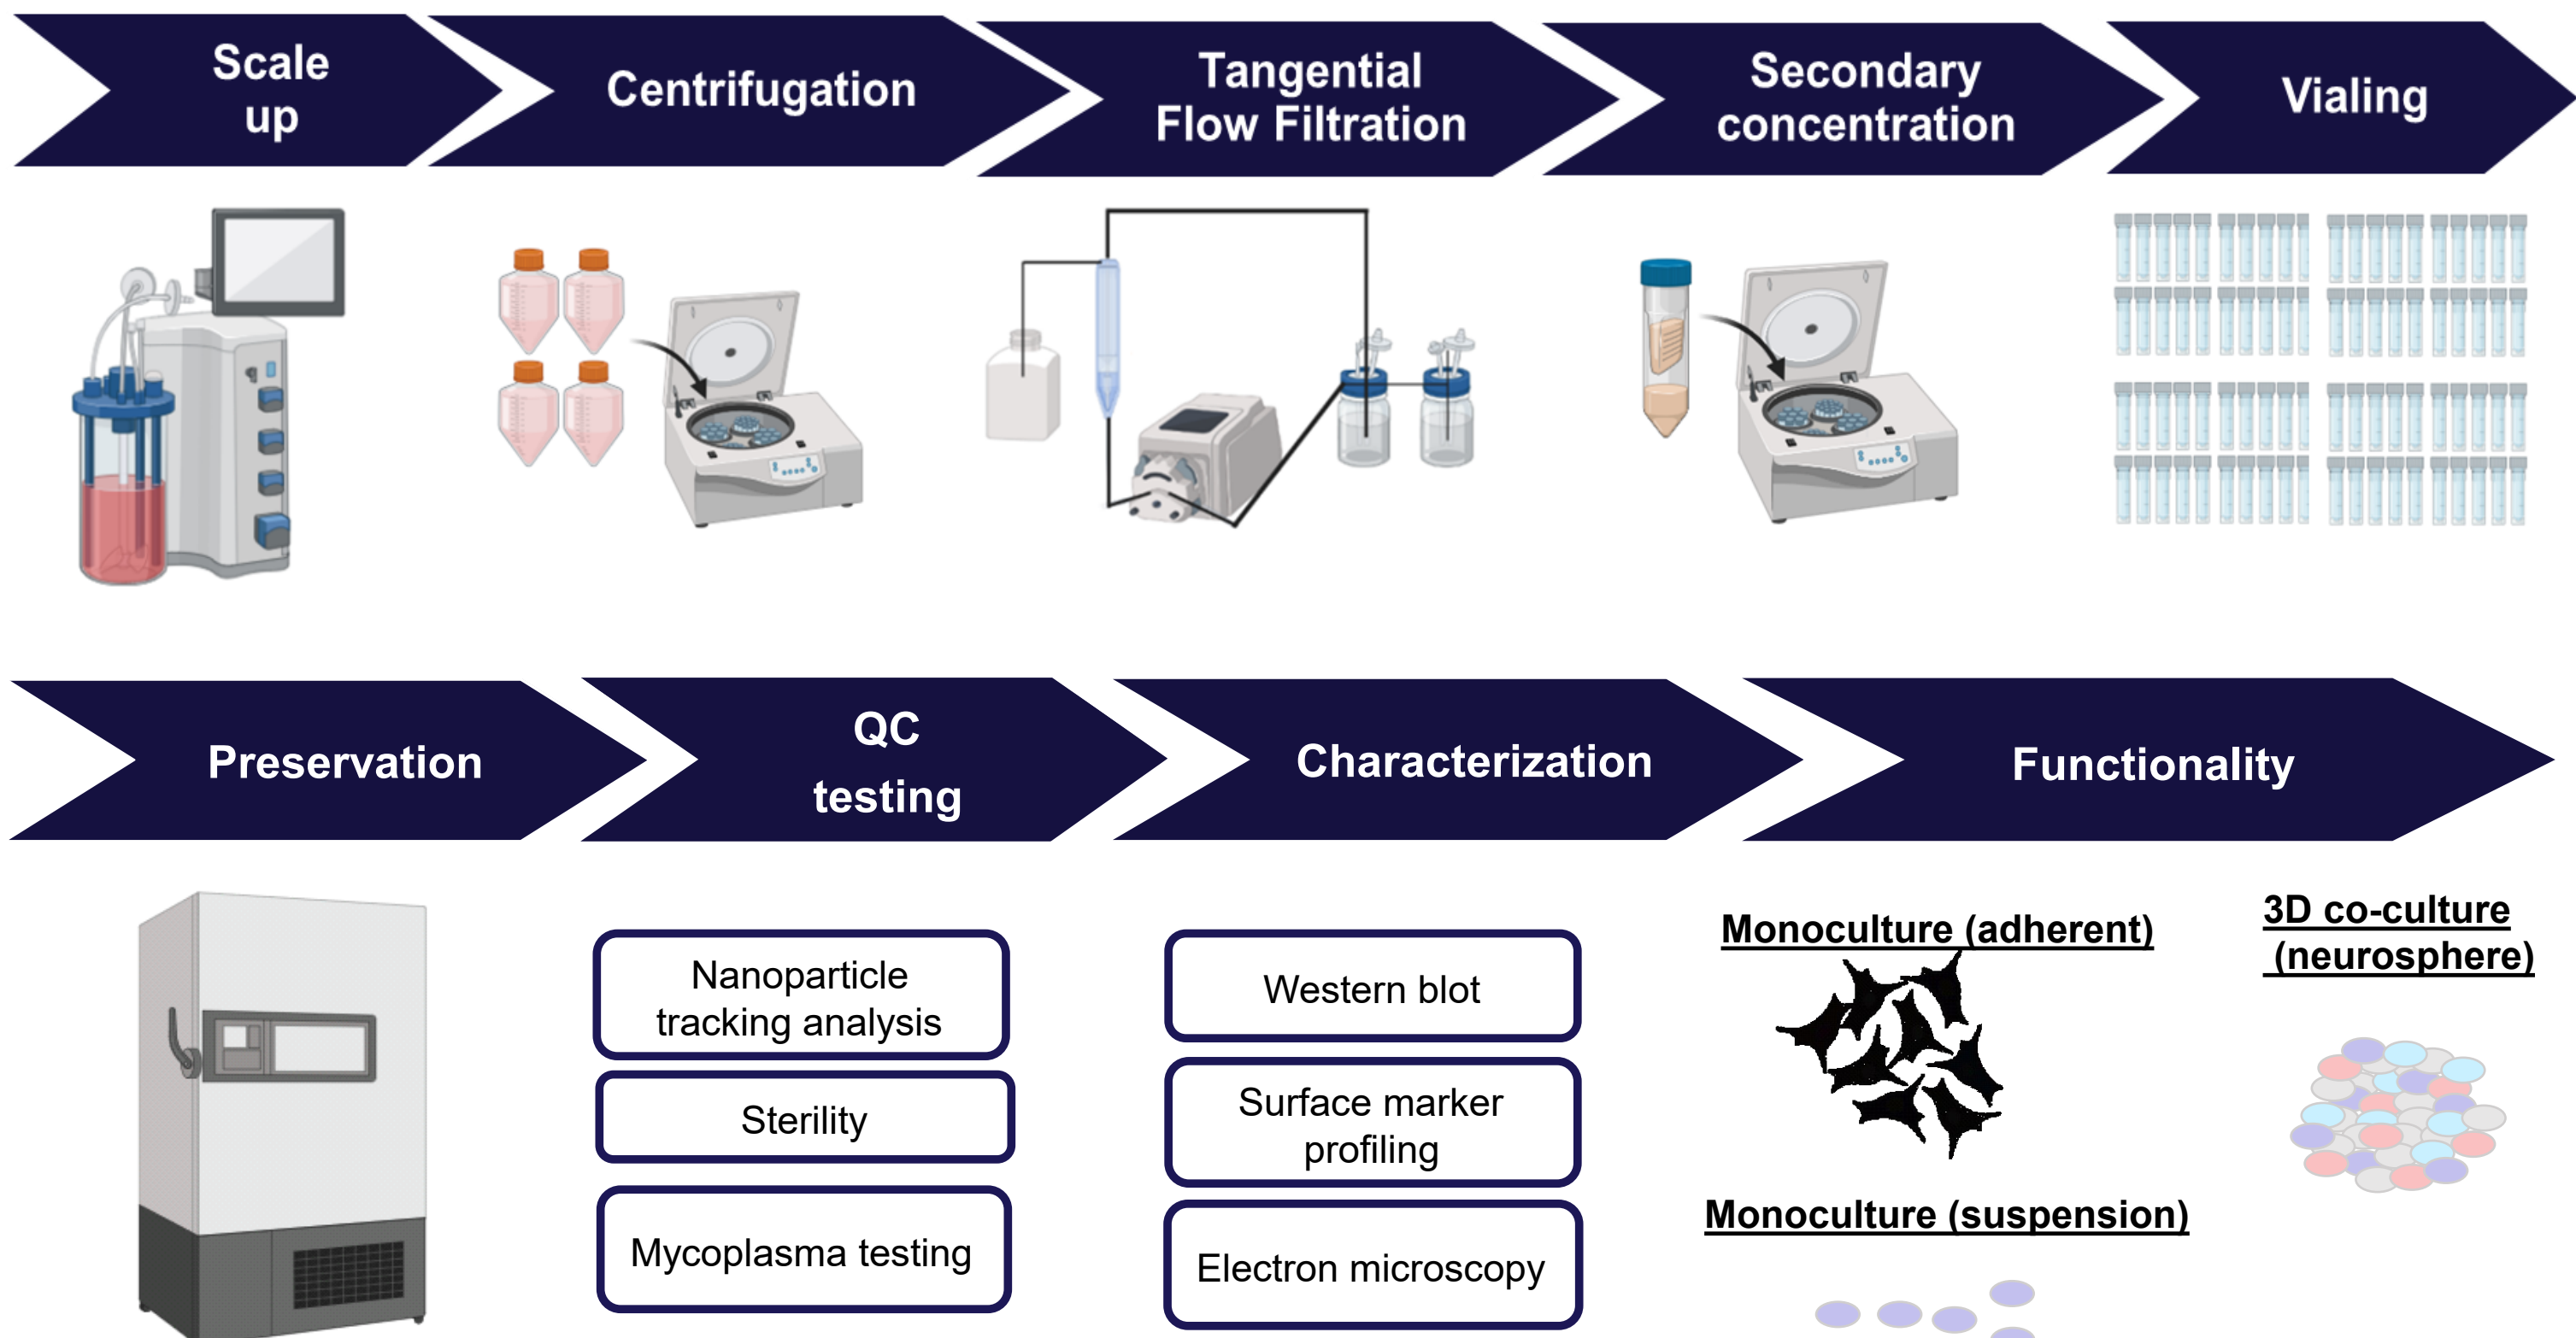 Scale
up
Centrifugation
Tangential
Flow Filtration
Secondary
concentration
Vialing
Preservation
QC
testing
Characterization
Functionality
Nanoparticle
tracking analysis
Sterility
Mycoplasma testing
Western blot
Surface marker
profiling
Electron microscopy
Monoculture (adherent)
Monoculture (suspension)
3D co-culture
(neurosphere)